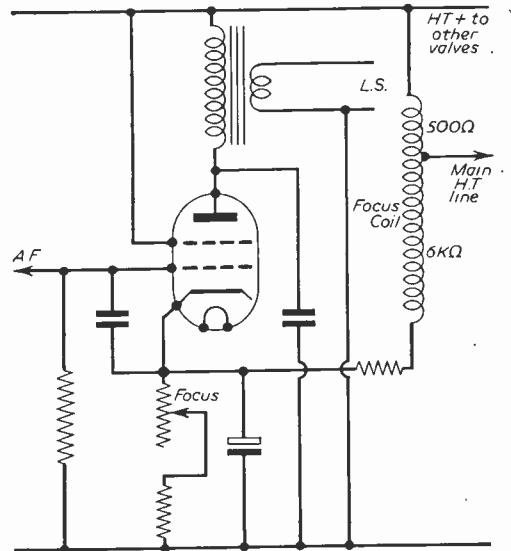 HT+ to
other
valves.
L.S.
500Ω
Main
H.T
line
Focus
Coil
6KΩ
AF
Focus